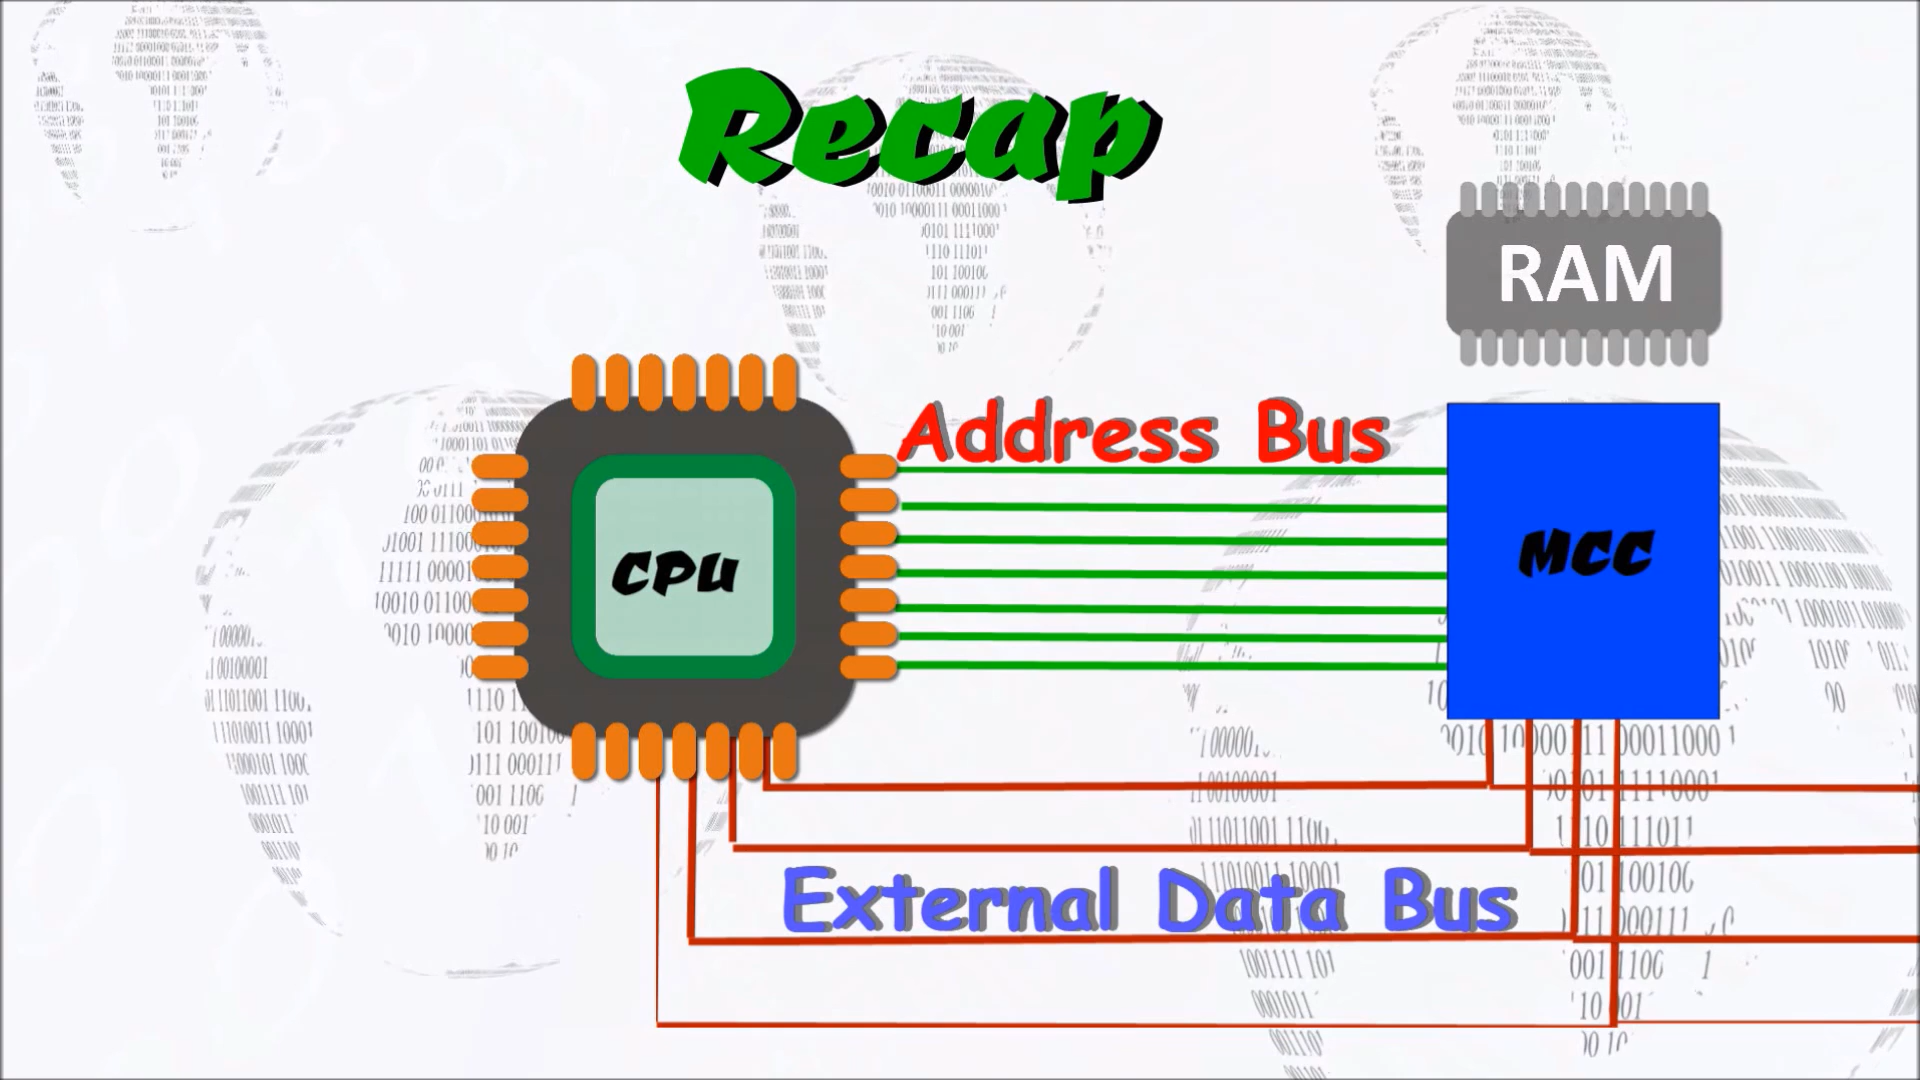 Recap
RAM
Address Bus
CPU
MCC
External Data Bus